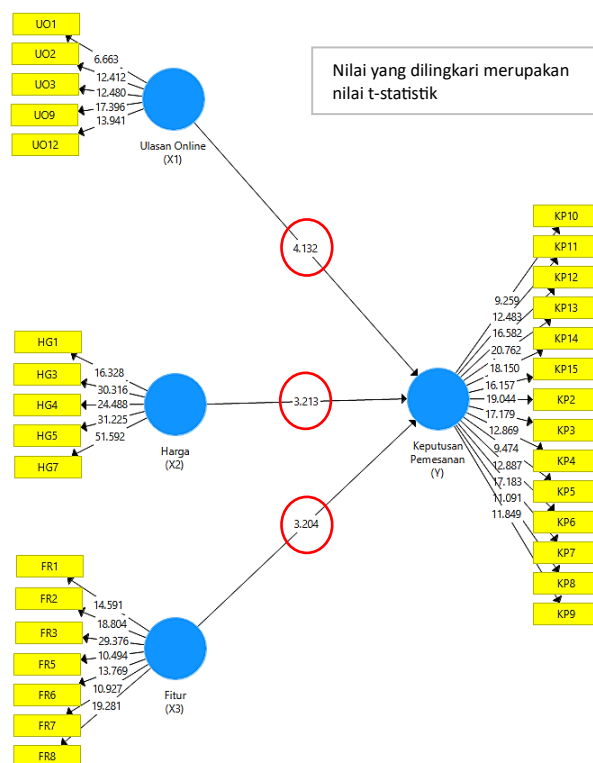 UO1
UO2
UO3
UO9
UO12
6.663
12.412
12.480
17.396
13.941
Ulasan Online
(X1)
Nilai yang dilingkari merupakan
nilai t-statistik
4.132
HG1
HG3
HG4
HG5
HG7
16.328
30.316
24.488
31.225
51.592
Harga
(X2)
3.213
FR1
FR2
FR3
FR5
FR6
FR7
FR8
14.591
18.804
29.376
10.494
13.769
10.927
19.281
Fitur
(X3)
3.204
Keputusan
Pemesanan
(Y)
9.259
12.483
16.582
20.762
18.150
16.157
19.044
17.179
12.869
9.474
12.887
17.183
11.091
11.849
KP10
KP11
KP12
KP13
KP14
KP15
KP2
KP3
KP4
KP5
KP6
KP7
KP8
KP9